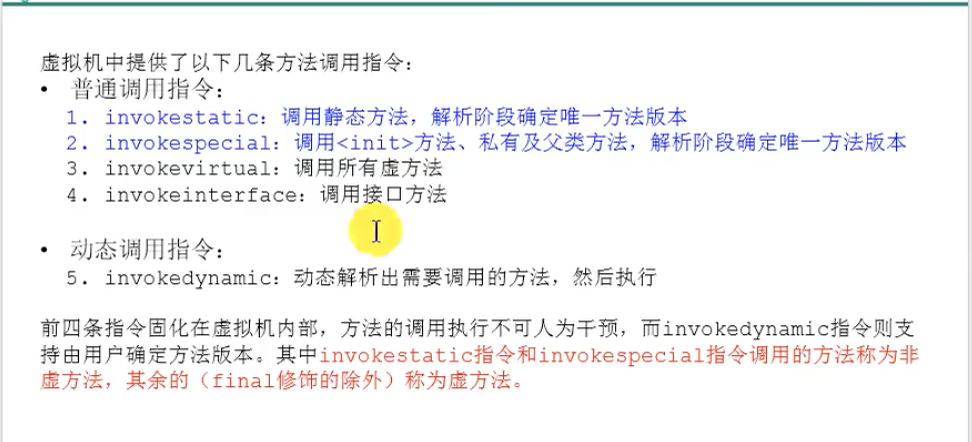 虚拟机中提供了以下几条方法调用指令:
• 普通调用指令:
1. invokestatic: 调用静态方法, 解析阶段确定唯一方法版本
2. invokespecial: 调用<init>方法、私有及父类方法, 解析阶段确定唯一方法版本
3. invokevirtual: 调用所有虚方法
4. invokeinterface: 调用接口方法
• 动态调用指令:
5. invokedynamic: 动态解析出需要调用的方法, 然后执行
前四条指令固化在虚拟机内部, 方法的调用执行不可人为干预, 而invokedynamic指令则支
持由用户确定方法版本。其中invokestatic指令和invokespecial指令调用的方法称为非
虚方法, 其余的(final修饰的除外)称为虚方法。